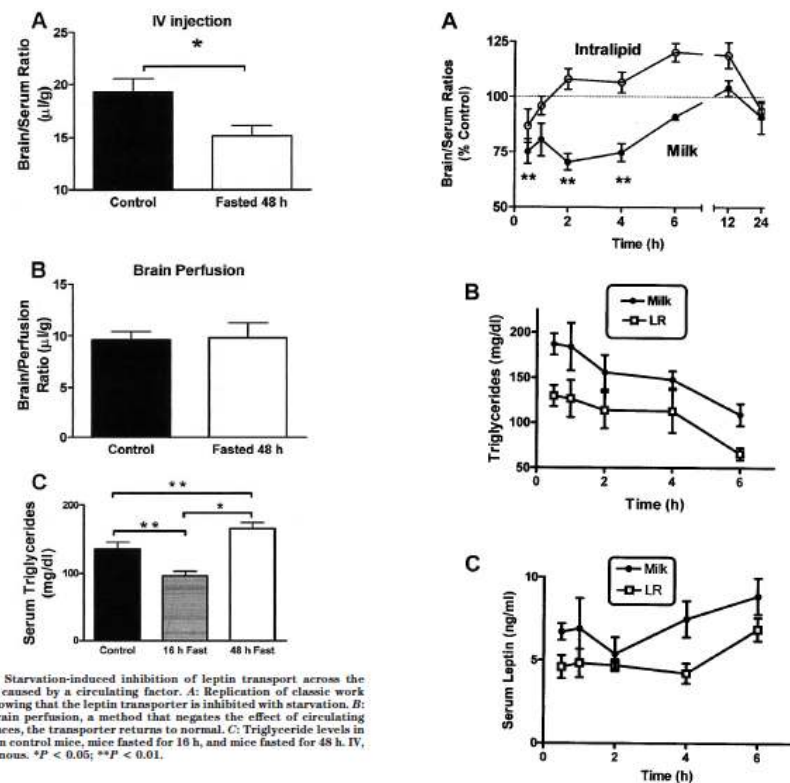 A
IV injection
*
Brain/Serum Ratio
(µl/g)
25
20
15
10
Control
Fasted 48 h
B
Brain Perfusion
Brain/Perfusion
Ratio (µl/g)
15
10
5
0
Control
Fasted 48 h
C
**
**
*
Serum Triglycerides
(mg/dl)
200
100
0
Control
16 h Fast
48 h Fast
Starvation-induced inhibition of leptin transport across the
caused by a circulating factor. A: Replication of classic work
owing that the leptin transporter is inhibited with starvation. B:
rain perfusion, a method that negates the effect of circulating
nces, the transporter returns to normal. C: Triglyceride levels in
n control mice, mice fasted for 16 h, and mice fasted for 48 h. IV,
nous. *P < 0.05; **P < 0.01.
A
Brain/Serum Ratios
(% Control)
125
100
75
50
Intralipid
Milk
**
**
**
0
2
4
6
12
24
Time (h)
B
Milk
LR
Triglycerides (mg/dl)
200
150
100
50
0
2
4
6
Time (h)
C
Milk
LR
Serum Leptin (ng/ml)
10
5
0
0
2
4
6
Time (h)